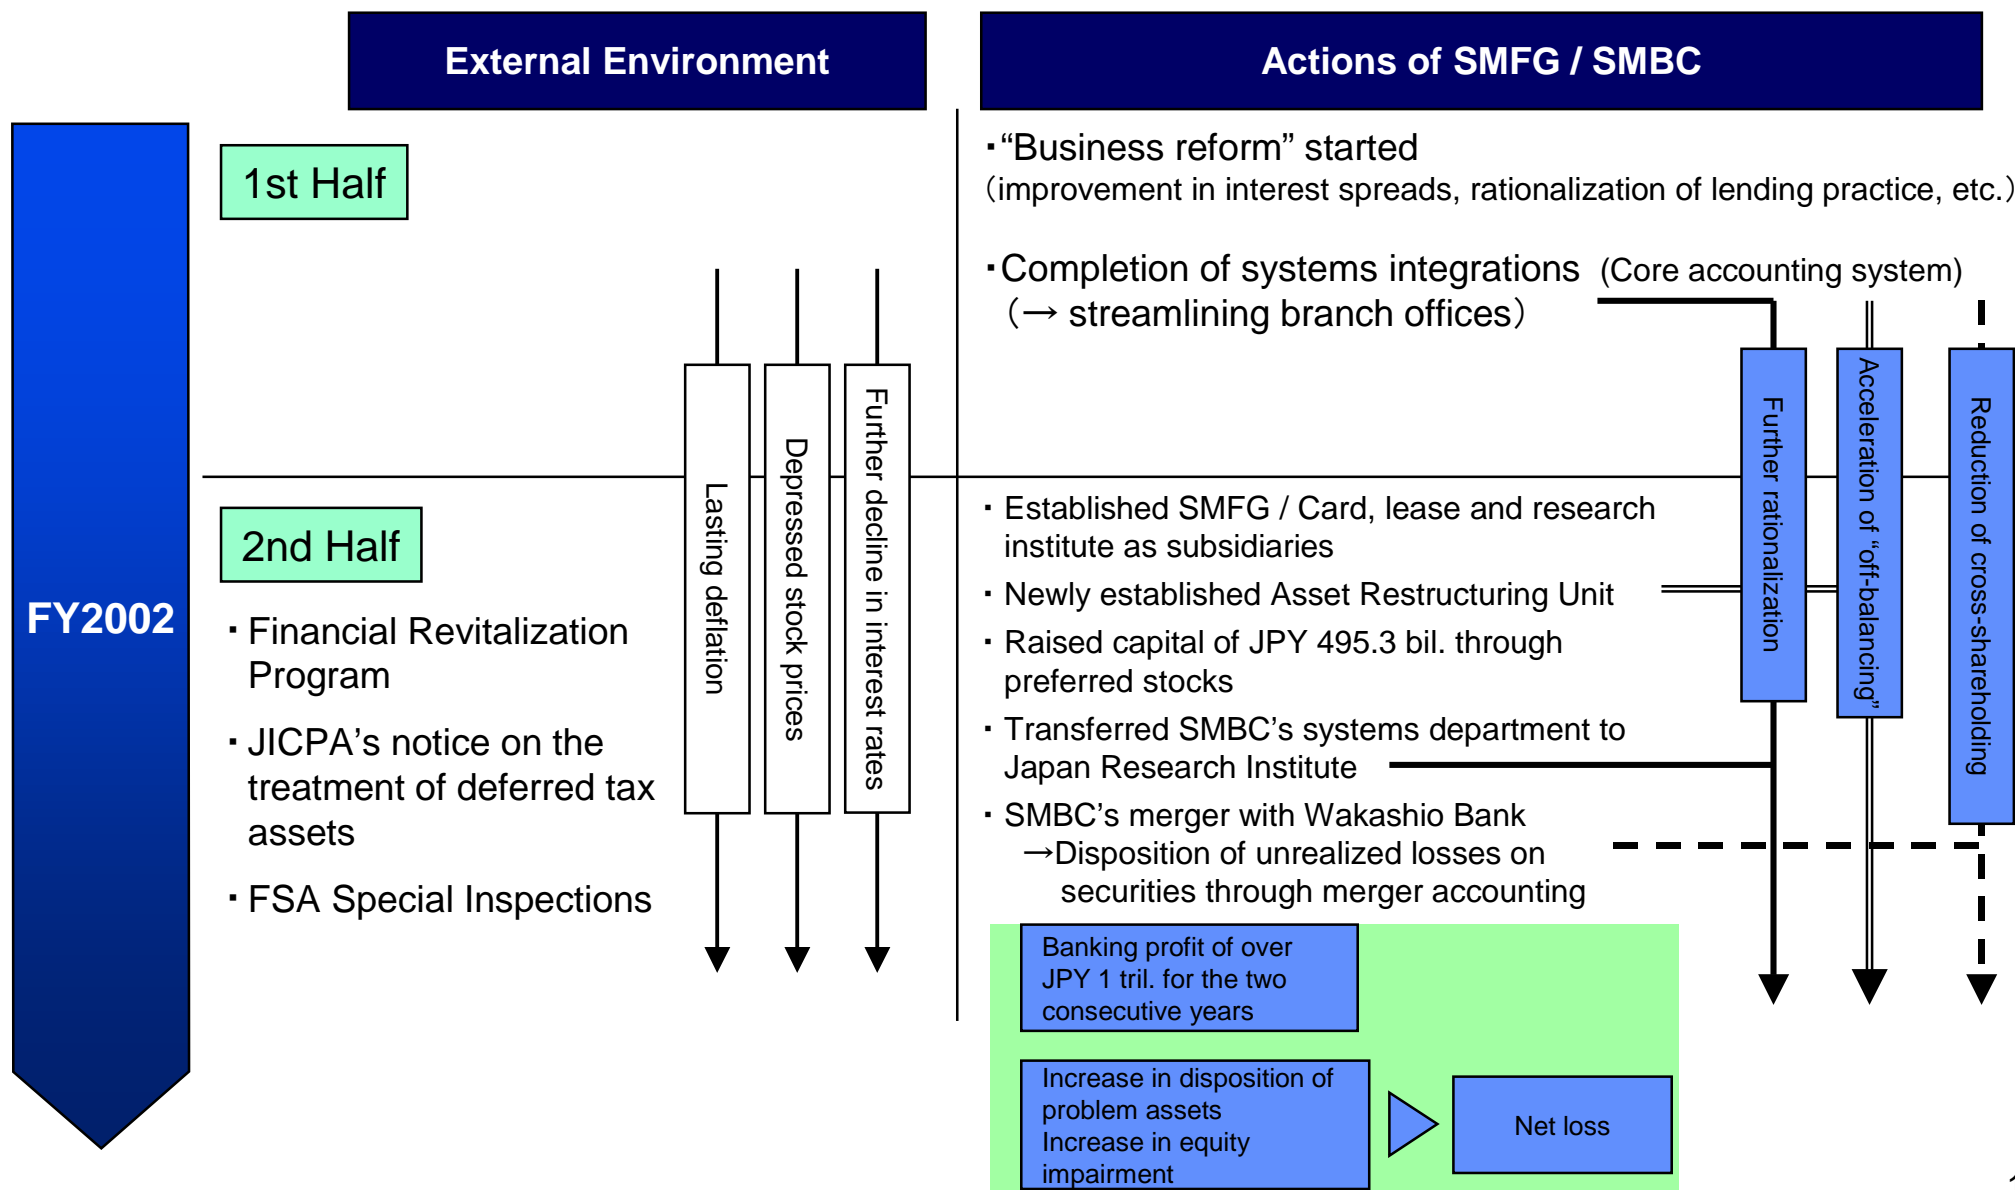 External Environment
Actions of SMFG / SMBC
FY2002
1st Half
Lasting deflation
Depressed stock prices
Further decline in interest rates
2nd Half
・Financial Revitalization
Program
・JICPA’s notice on the
treatment of deferred tax
assets
・FSA Special Inspections
・“Business reform” started
（improvement in interest spreads, rationalization of lending practice, etc.）
・Completion of systems integrations (Core accounting system)
（→ streamlining branch offices）
Further rationalization
Acceleration of “off-balancing”
Reduction of cross-shareholding
・Established SMFG / Card, lease and research
institute as subsidiaries
・Newly established Asset Restructuring Unit
・Raised capital of JPY 495.3 bil. through
preferred stocks
・Transferred SMBC’s systems department to
Japan Research Institute
・SMBC’s merger with Wakashio Bank
→Disposition of unrealized losses on
securities through merger accounting
Banking profit of over
JPY 1 tril. for the two
consecutive years
Increase in disposition of
problem assets
Increase in equity
impairment
Net loss